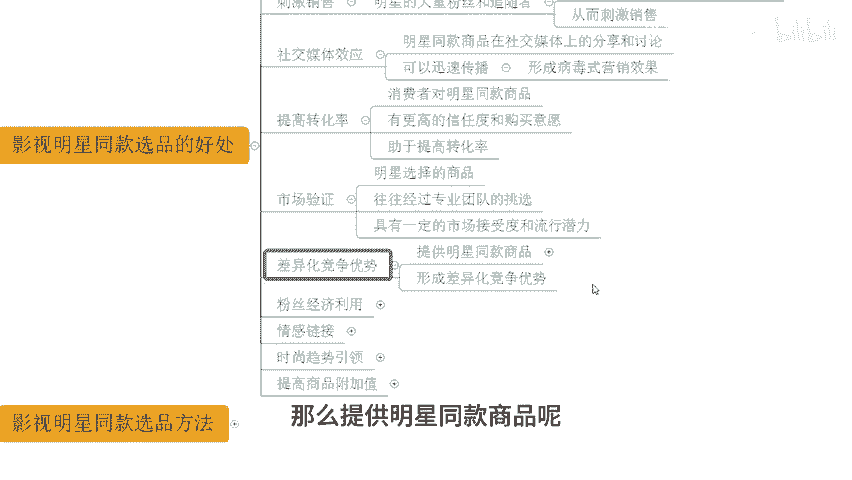 刺激销售
明星的大量粉丝和追随者
从而刺激销售
bilibili
社交媒体效应
明星同款商品在社交媒体上的分享和讨论
可以迅速传播
形成病毒式营销效果
提高转化率
消费者对明星同款商品
有更高的信任度和购买意愿
助于提高转化率
影视明星同款选品的好处
市场验证
明星选择的商品
往往经过专业团队的挑选
具有一定的市场接受度和流行潜力
差异化竞争优势
提供明星同款商品
形成差异化竞争优势
粉丝经济利用
情感链接
时尚趋势引领
提高商品附加值
影视明星同款选品方法
那么提供明星同款商品呢